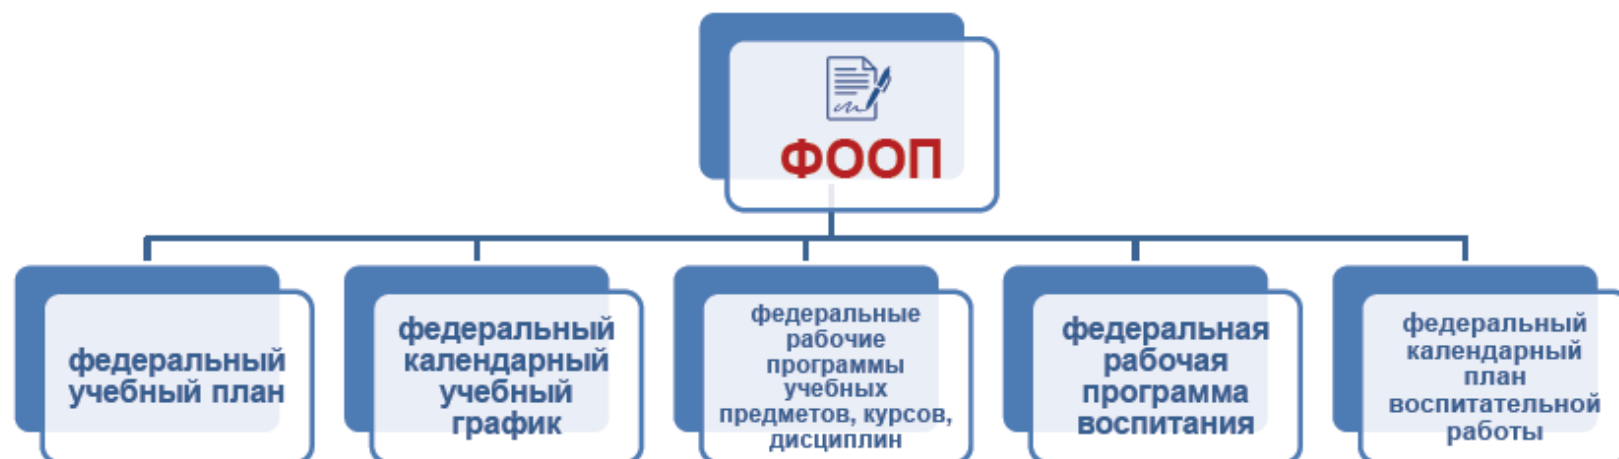 ФООП
федеральный
учебный план
федеральный
календарный
учебный
график
федеральные
рабочие
программы
учебных
предметов, курсов,
дисциплин
федеральная
рабочая
программа
воспитания
федеральный
календарный
план
воспитательной
работы